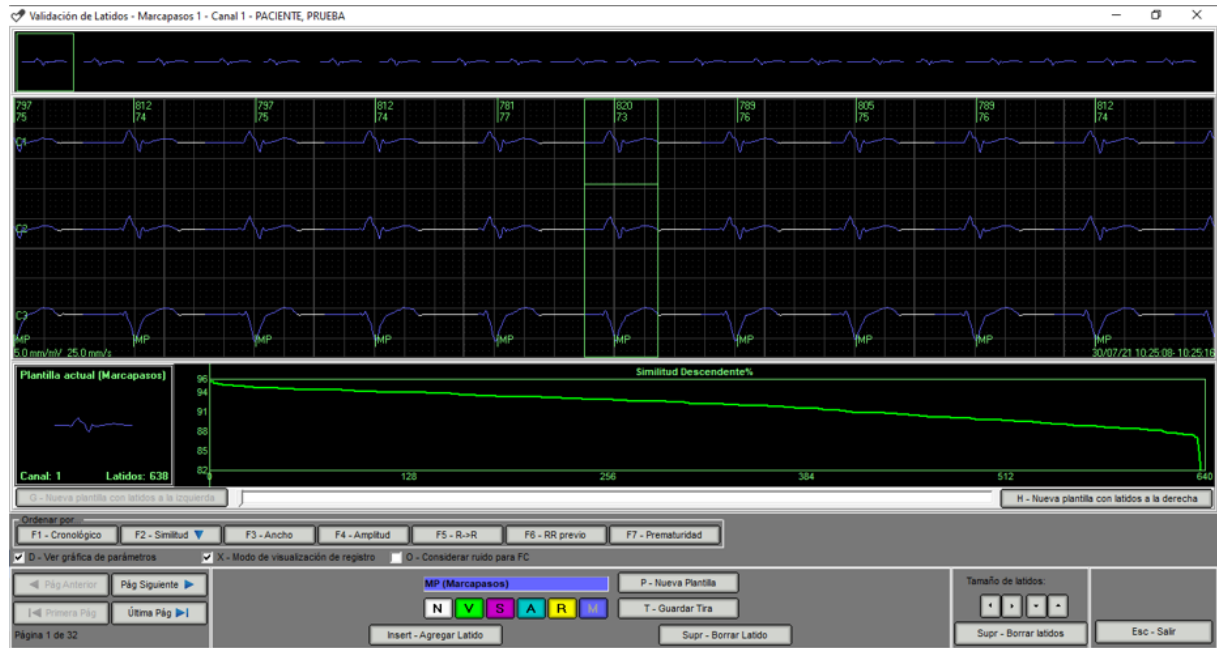 Validación de Latidos - Marcapasos 1 - Canal 1 - PACIENTE, PRUEBA
797 812 797 812 781 820 789 805 789 812
75 74 75 74 77 73 76 75 76 74
C1
C2
C3
MP MP MP MP MP MP MP MP MP MP
5.0 mm/mV 25.0 mm/s 30/07/21 10:25:08- 10:25:16
Plantilla actual (Marcapasos)
Canal: 1 Latidos: 638
Similitud Descendente%
96
94
91
88
85
82
0 128 256 384 512 640
G - Nueva plantilla con latidos a la izquierda H - Nueva plantilla con latidos a la derecha
Ordenar por
F1 - Cronológico F2 - Similitud F3 - Ancho F4 - Amplitud F5 - R->R F6 - RR previo F7 - Prematuridad
D - Ver gráfica de parámetros X - Modo de visualización de registro O - Considerar ruido para FC
Pág Anterior Pág Siguiente
Primera Pág Última Pág
Página 1 de 32
MP (Marcapasos) P - Nueva Plantilla
N V S A R M T - Guardar Tira
Insert - Agregar Latido Supr - Borrar Latido
Tamaño de latidos:
Supr - Borrar latidos
Esc - Salir